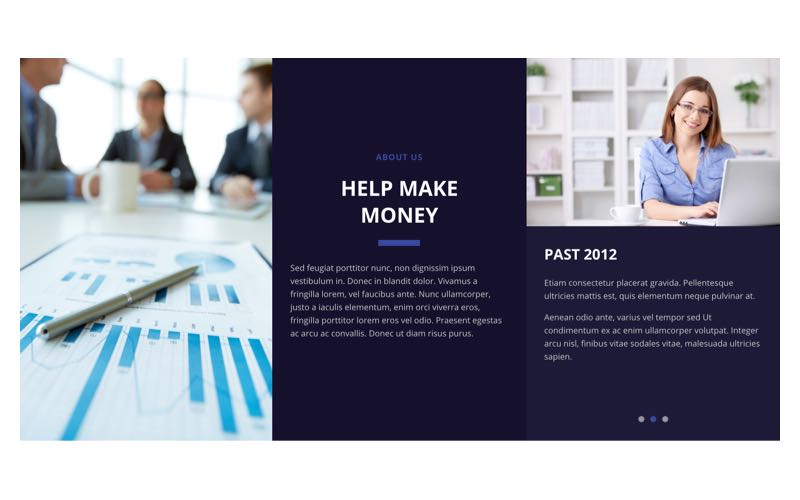 ABOUT US
HELP MAKE
MONEY
Sed feugiat porttitor nunc, non dignissim ipsum
vestibulum in. Donec in blandit dolor. Vivamus a
fringilla lorem, vel faucibus ante. Nunc ullamcorper,
justo a iaculis elementum, enim orci viverra eros,
fringilla porttitor lorem eros vel odio. Praesent egestas
ac arcu ac convallis. Donec ut diam risus purus.
PAST 2012
Etiam consectetur placerat gravida. Pellentesque
ultricies mattis est, quis elementum neque pulvinar at.
Aenean odio ante, varius vel tempor sed Ut
condimentum ex ac enim ullamcorper volutpat. Integer
arcu nisl, finibus vitae sodales vitae, malesuada ultricies
sapien.